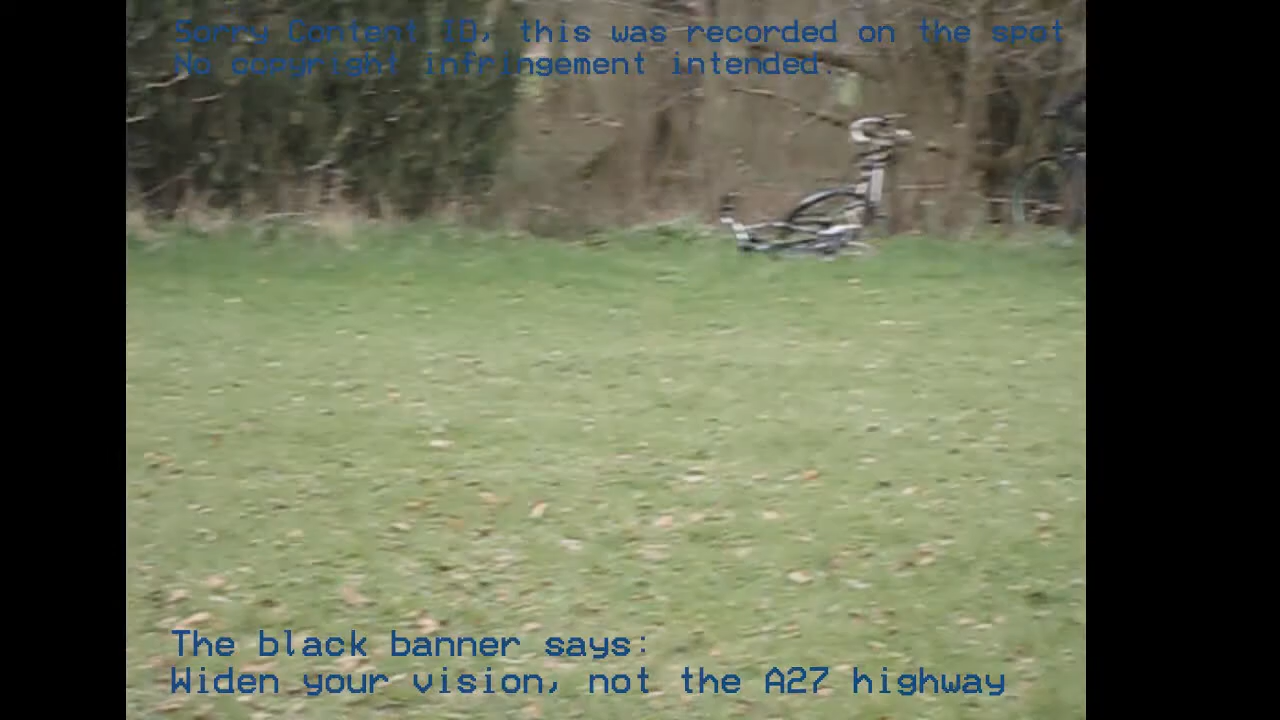 Sorry Content ID, this was recorded on the spot
No copyright infringement intended.
The black banner says:
Widen your vision, not the A27 highway